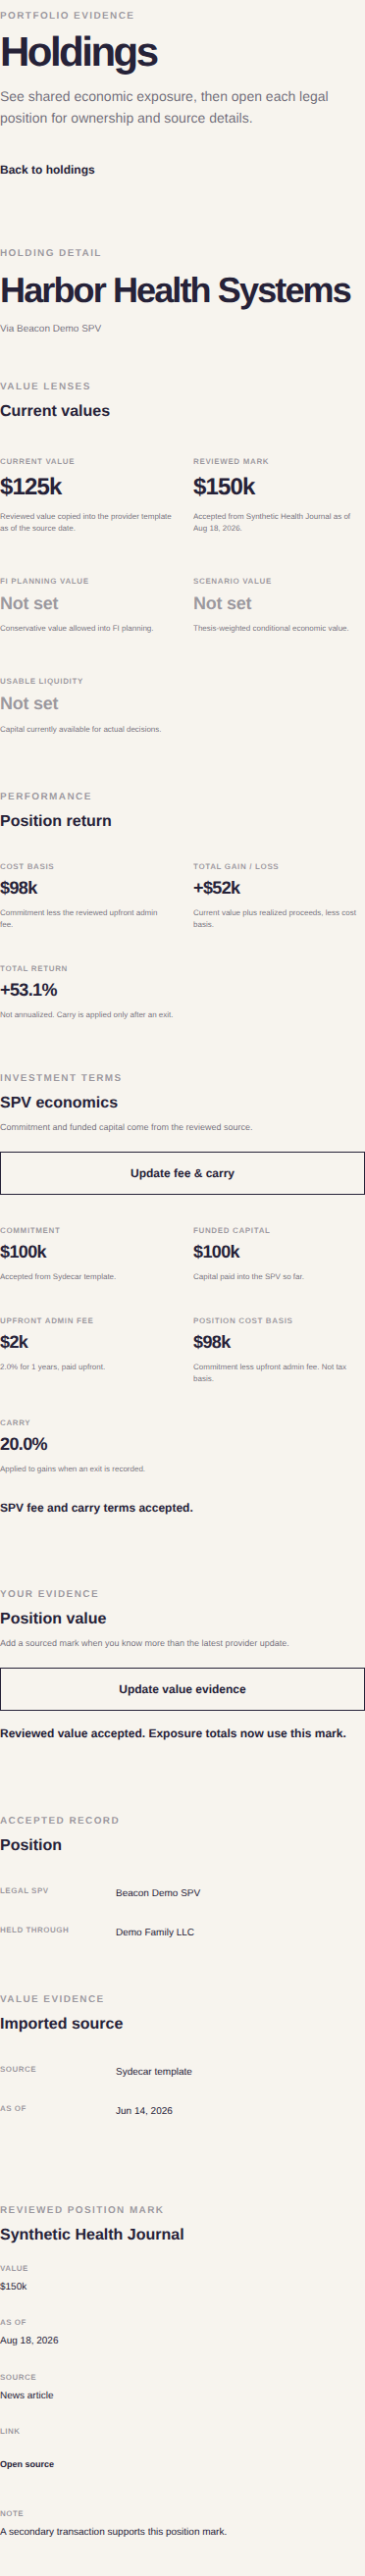 PORTFOLIO EVIDENCE
Holdings
See shared economic exposure, then open each legal
position for ownership and source details.
Back to holdings
HOLDING DETAIL
Harbor Health Systems
Via Beacon Demo SPV
VALUE LENSES
Current values
CURRENT VALUE
$125k
Reviewed value copied into the provider template
as of the source date.
REVIEWED MARK
$150k
Accepted from Synthetic Health Journal as of
Aug 18, 2026.
FI PLANNING VALUE
Not set
Conservative value allowed into FI planning.
SCENARIO VALUE
Not set
Thesis-weighted conditional economic value.
USABLE LIQUIDITY
Not set
Capital currently available for actual decisions.
PERFORMANCE
Position return
COST BASIS
$98k
Commitment less the reviewed upfront admin
fee.
TOTAL GAIN / LOSS
+$52k
Current value plus realized proceeds, less cost
basis.
TOTAL RETURN
+53.1%
Not annualized. Carry is applied only after an exit.
INVESTMENT TERMS
SPV economics
Commitment and funded capital come from the reviewed source.
Update fee & carry
COMMITMENT
$100k
Accepted from Sydecar template.
FUNDED CAPITAL
$100k
Capital paid into the SPV so far.
UPFRONT ADMIN FEE
$2k
2.0% for 1 years, paid upfront.
POSITION COST BASIS
$98k
Commitment less upfront admin fee. Not tax
basis.
CARRY
20.0%
Applied to gains when an exit is recorded.
SPV fee and carry terms accepted.
YOUR EVIDENCE
Position value
Add a sourced mark when you know more than the latest provider update.
Update value evidence
Reviewed value accepted. Exposure totals now use this mark.
ACCEPTED RECORD
Position
LEGAL SPV
Beacon Demo SPV
HELD THROUGH
Demo Family LLC
VALUE EVIDENCE
Imported source
SOURCE
Sydecar template
AS OF
Jun 14, 2026
REVIEWED POSITION MARK
Synthetic Health Journal
VALUE
$150k
AS OF
Aug 18, 2026
SOURCE
News article
LINK
Open source
NOTE
A secondary transaction supports this position mark.